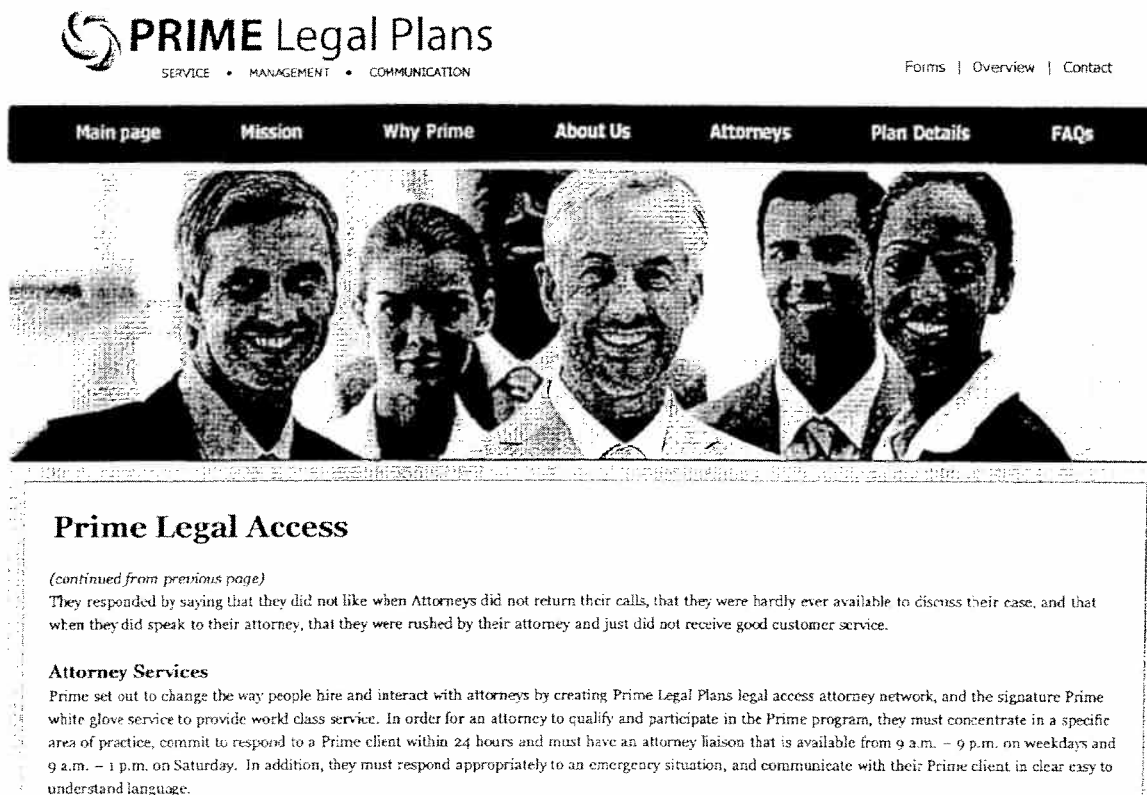 PRIME Legal Plans
SERVICE • MANAGEMENT • COMMUNICATION
Forms | Overview | Contact
Main page Mission Why Prime About Us Attorneys Plan Details FAQs
Prime Legal Access
(continued from previous page)
They responded by saying that they did not like when Attorneys did not return their calls, that they were hardly ever available to discuss their case, and that
when they did speak to their attorney, that they were rushed by their attorney and just did not receive good customer service.
Attorney Services
Prime set out to change the way people hire and interact with attorneys by creating Prime Legal Plans legal access attorney network, and the signature Prime
white glove service to provide world class service. In order for an attorney to qualify and participate in the Prime program, they must concentrate in a specific
area of practice, commit to respond to a Prime client within 24 hours and must have an attorney liaison that is available from 9 a.m. – 9 p.m. on weekdays and
9 a.m. – 1 p.m. on Saturday. In addition, they must respond appropriately to an emergency situation, and communicate with their Prime client in clear easy to
understand language.